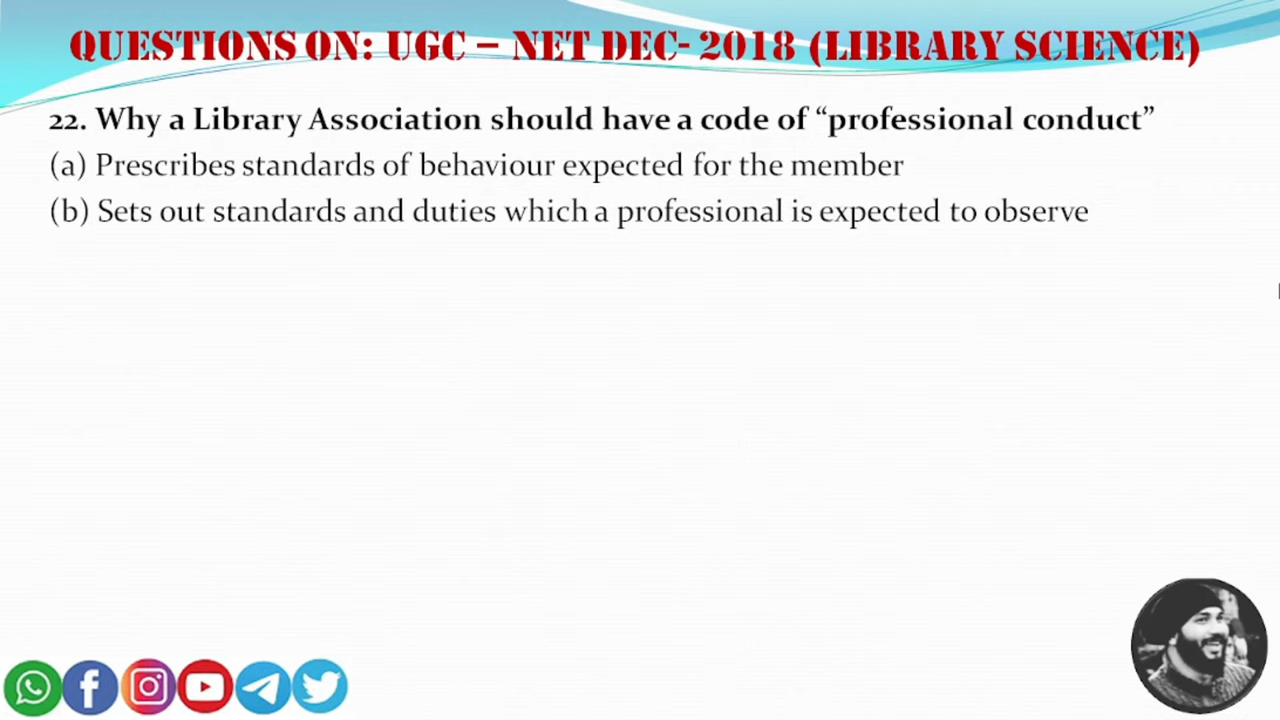 QUESTIONS ON: UGC – NET DEC- 2018 (LIBRARY SCIENCE)
22. Why a Library Association should have a code of “professional conduct”
(a) Prescribes standards of behaviour expected for the member
(b) Sets out standards and duties which a professional is expected to observe